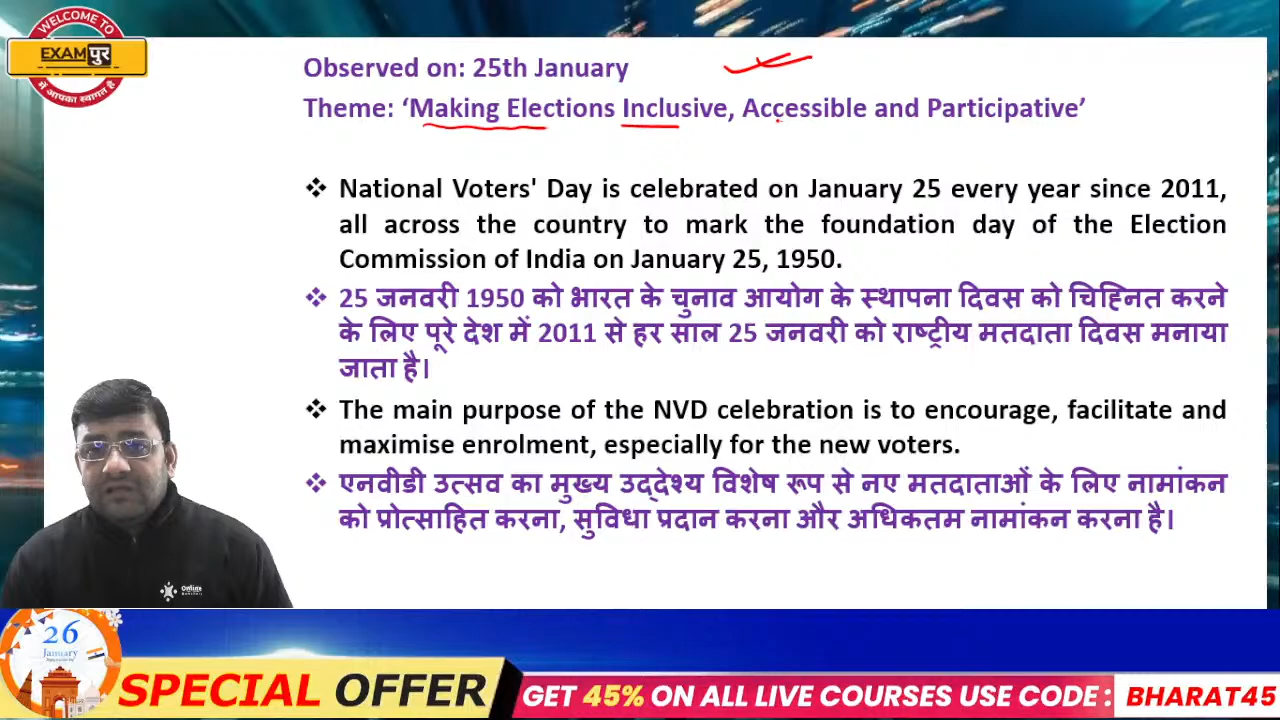 WELCOME TO
EXAM पुर
में आपका स्वागत है
Observed on: 25th January
Theme: ‘Making Elections Inclusive, Accessible and Participative’
❖ National Voters' Day is celebrated on January 25 every year since 2011,
all across the country to mark the foundation day of the Election
Commission of India on January 25, 1950.
❖ 25 जनवरी 1950 को भारत के चुनाव आयोग के स्थापना दिवस को चिह्नित करने
के लिए पूरे देश में 2011 से हर साल 25 जनवरी को राष्ट्रीय मतदाता दिवस मनाया
जाता है।
❖ The main purpose of the NVD celebration is to encourage, facilitate and
maximise enrolment, especially for the new voters.
❖ एनवीडी उत्सव का मुख्य उद्देश्य विशेष रूप से नए मतदाताओं के लिए नामांकन
को प्रोत्साहित करना, सुविधा प्रदान करना और अधिकतम नामांकन करना है।
Online
26
January
SPECIAL OFFER
GET 45% ON ALL LIVE COURSES USE CODE : BHARAT45